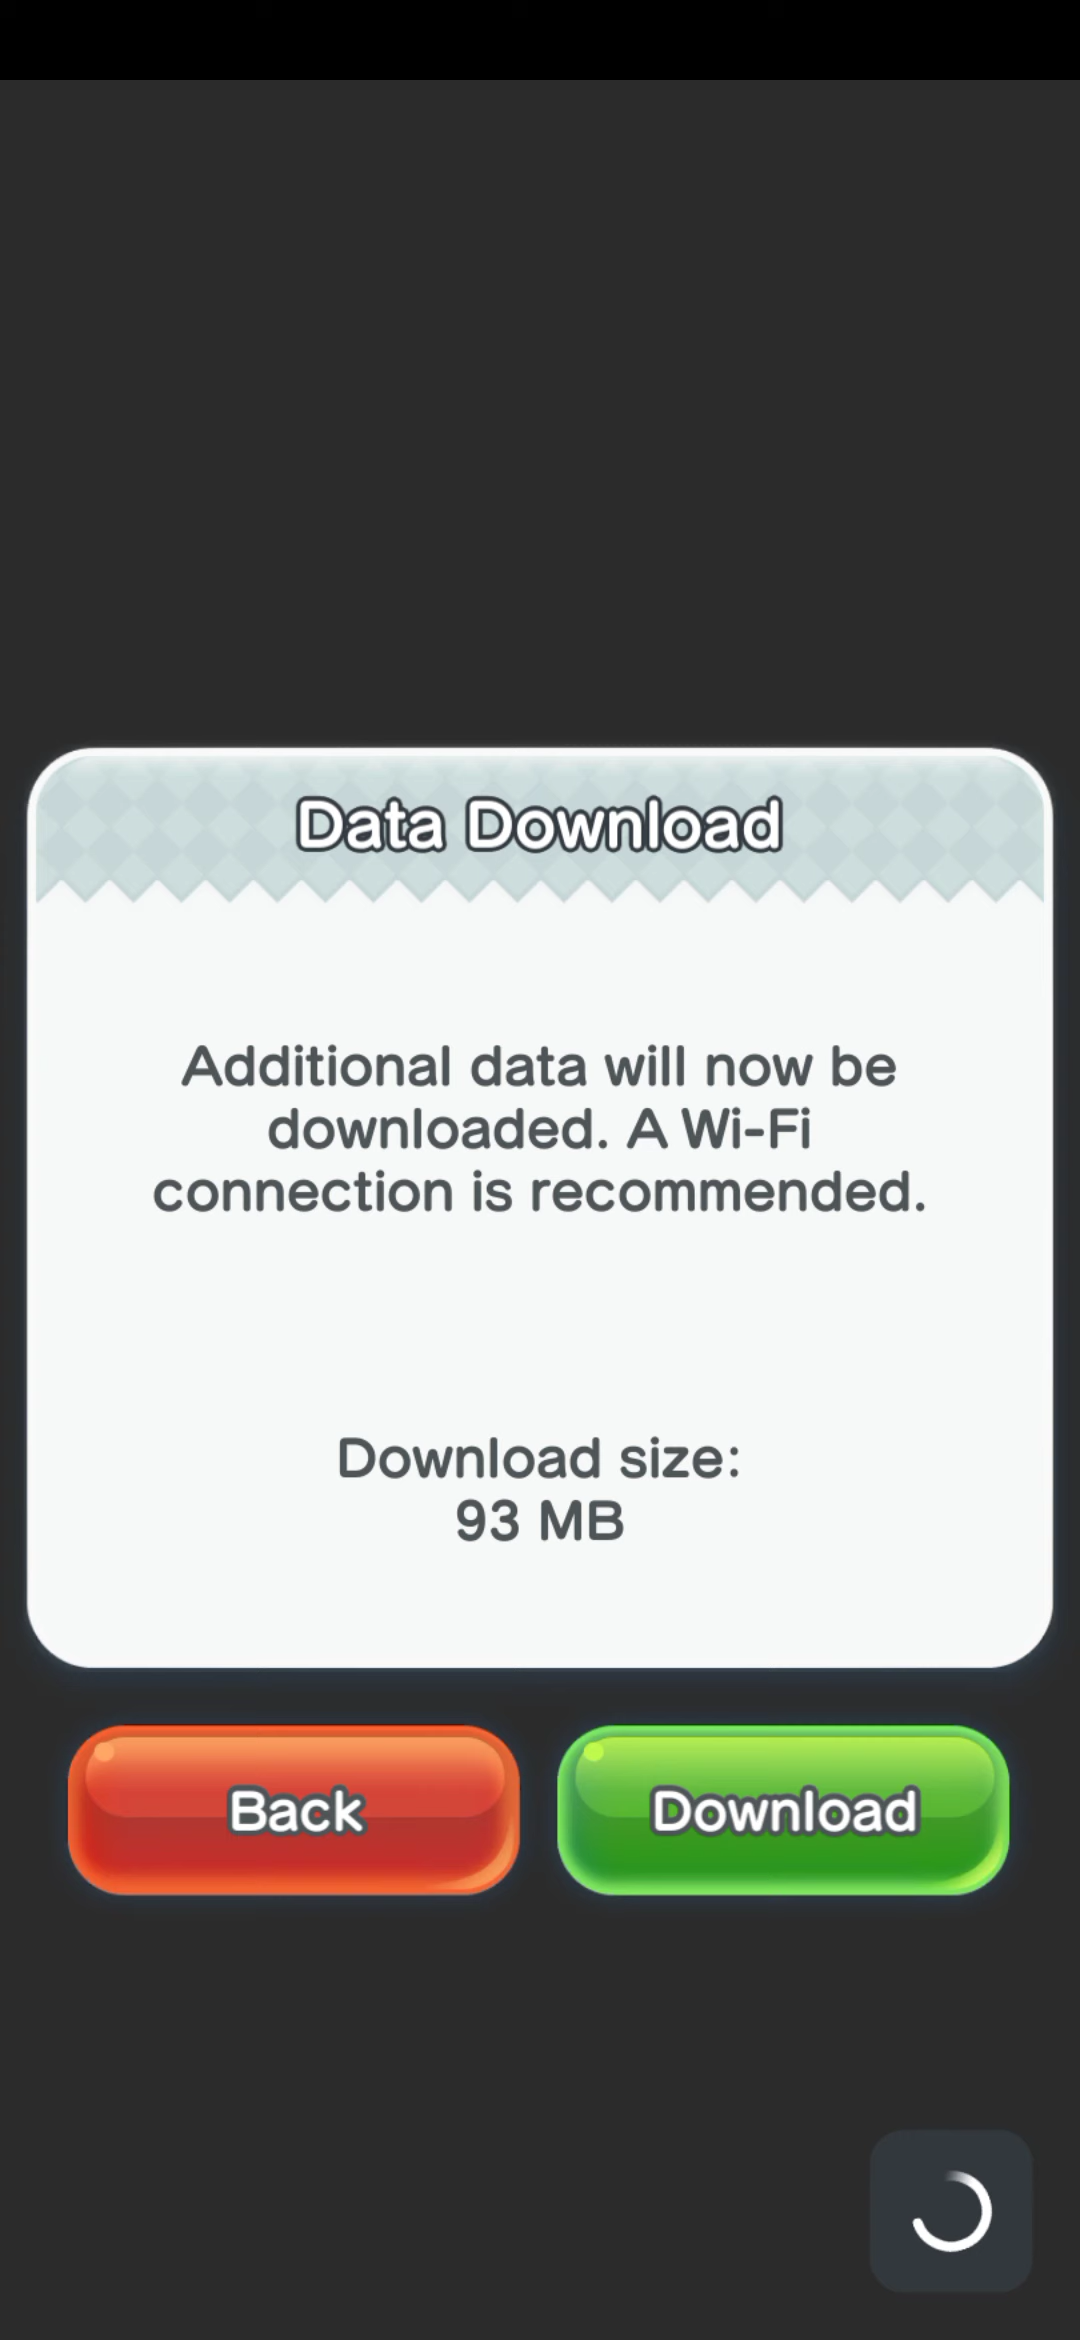 Data Download
Additional data will now be
downloaded. A Wi-Fi
connection is recommended.
Download size:
93 MB
Back
Download